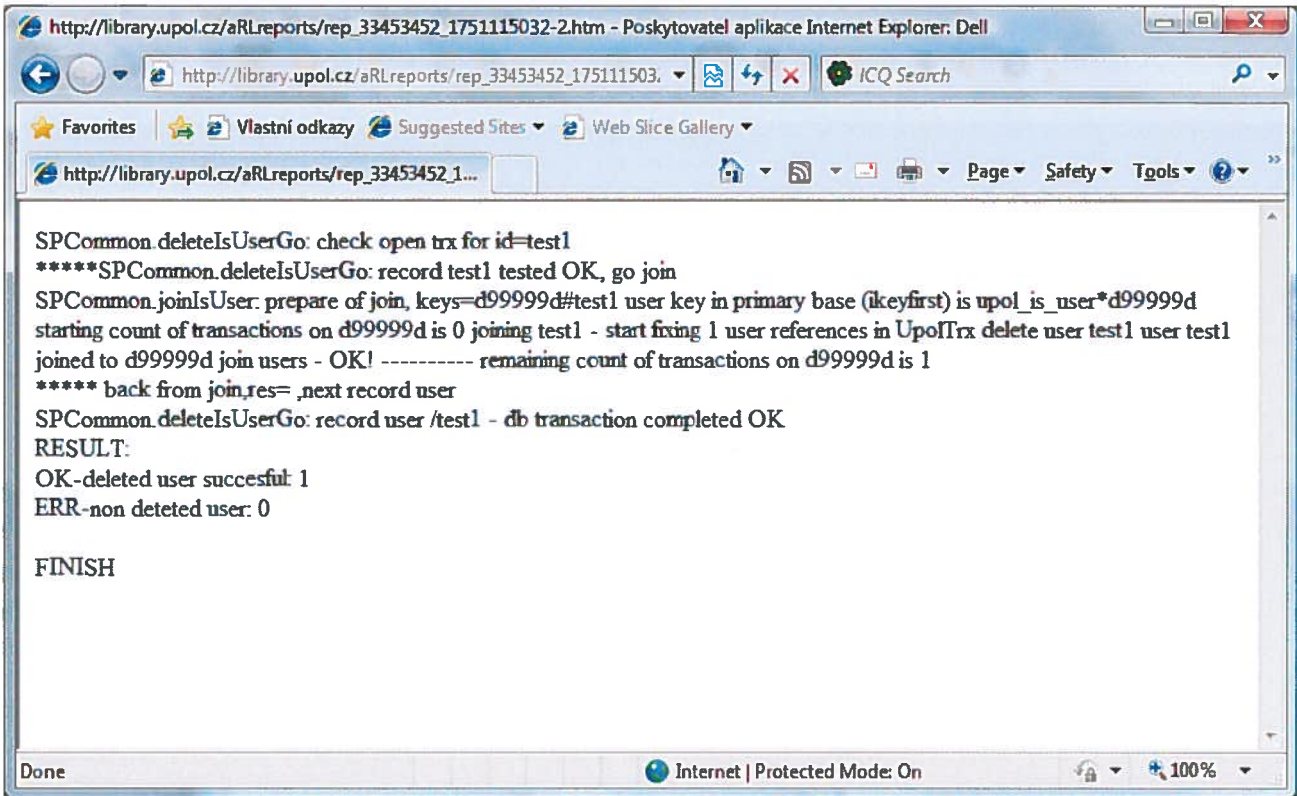 http://library.upol.cz/aRLreports/rep_33453452_1751115032-2.htm - Poskytovatel aplikace Internet Explorer: Dell
http://library.upol.cz/aRLreports/rep_33453452_175111503.
ICQ Search
Favorites Vlastní odkazy Suggested Sites Web Slice Gallery
http://library.upol.cz/aRLreports/rep_33453452_1... Page Safety Tools
SPCommon.deleteIsUserGo: check open trx for id=test1
*****SPCommon.deleteIsUserGo: record test1 tested OK, go join
SPCommon.joinIsUser: prepare of join, keys=d99999d#test1 user key in primary base (ikeyfirst) is upol_is_user*d99999d
starting count of transactions on d99999d is 0 joining test1 - start fixing 1 user references in UpolITrx delete user test1 user test1
joined to d99999d join users - OK! ---------- remaining count of transactions on d99999d is 1
***** back from join,res= ,next record user
SPCommon.deleteIsUserGo: record user /test1 - db transaction completed OK
RESULT:
OK-deleted user succesful: 1
ERR-non deteted user: 0
FINISH
Done Internet | Protected Mode: On 100%